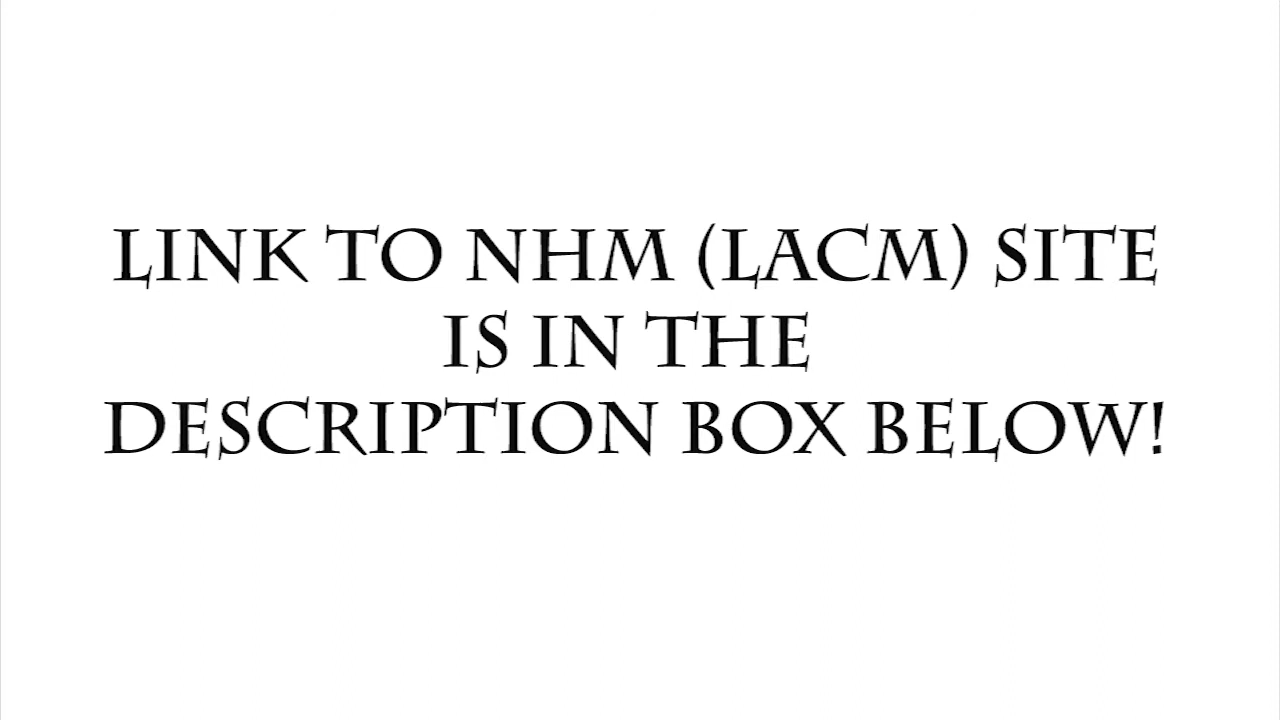 LINK TO NHM (LACM) SITE
IS IN THE
DESCRIPTION BOX BELOW!